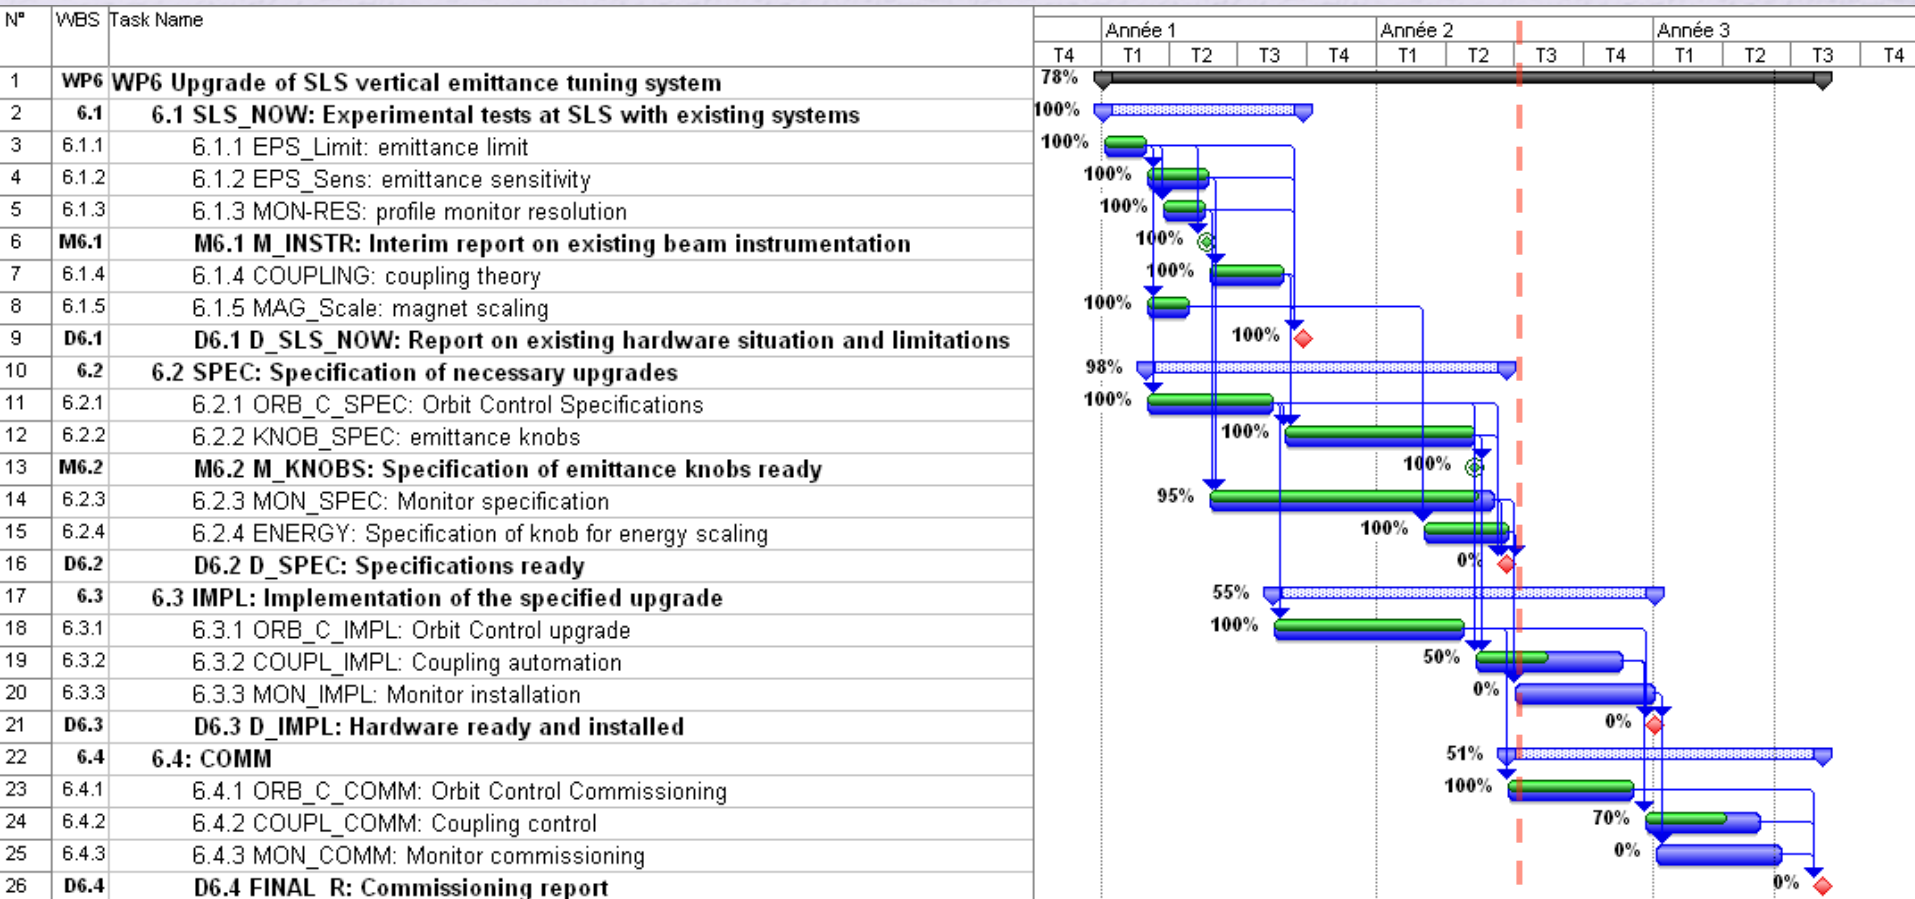 N° WBS Task Name
Année 1 Année 2 Année 3
T4 T1 T2 T3 T4 T1 T2 T3 T4 T1 T2 T3 T4
1 WP6 WP6 Upgrade of SLS vertical emittance tuning system 78%
2 6.1 6.1 SLS_NOW: Experimental tests at SLS with existing systems 100%
3 6.1.1 6.1.1 EPS_Limit: emittance limit 100%
4 6.1.2 6.1.2 EPS_Sens: emittance sensitivity 100%
5 6.1.3 6.1.3 MON-RES: profile monitor resolution 100%
6 M6.1 M6.1 M_INSTR: Interim report on existing beam instrumentation 100%
7 6.1.4 6.1.4 COUPLING: coupling theory 100%
8 6.1.5 6.1.5 MAG_Scale: magnet scaling 100%
9 D6.1 D6.1 D_SLS_NOW: Report on existing hardware situation and limitations 100%
10 6.2 6.2 SPEC: Specification of necessary upgrades 98%
11 6.2.1 6.2.1 ORB_C_SPEC: Orbit Control Specifications 100%
12 6.2.2 6.2.2 KNOB_SPEC: emittance knobs 100%
13 M6.2 M6.2 M_KNOBS: Specification of emittance knobs ready 100%
14 6.2.3 6.2.3 MON_SPEC: Monitor specification 95%
15 6.2.4 6.2.4 ENERGY: Specification of knob for energy scaling 100%
16 D6.2 D6.2 D_SPEC: Specifications ready 0%
17 6.3 6.3 IMPL: Implementation of the specified upgrade 55%
18 6.3.1 6.3.1 ORB_C_IMPL: Orbit Control upgrade 100%
19 6.3.2 6.3.2 COUPL_IMPL: Coupling automation 50%
20 6.3.3 6.3.3 MON_IMPL: Monitor installation 0%
21 D6.3 D6.3 D_IMPL: Hardware ready and installed 0%
22 6.4 6.4: COMM 51%
23 6.4.1 6.4.1 ORB_C_COMM: Orbit Control Commissioning 100%
24 6.4.2 6.4.2 COUPL_COMM: Coupling control 70%
25 6.4.3 6.4.3 MON_COMM: Monitor commissioning 0%
26 D6.4 D6.4 FINAL_R: Commissioning report 0%